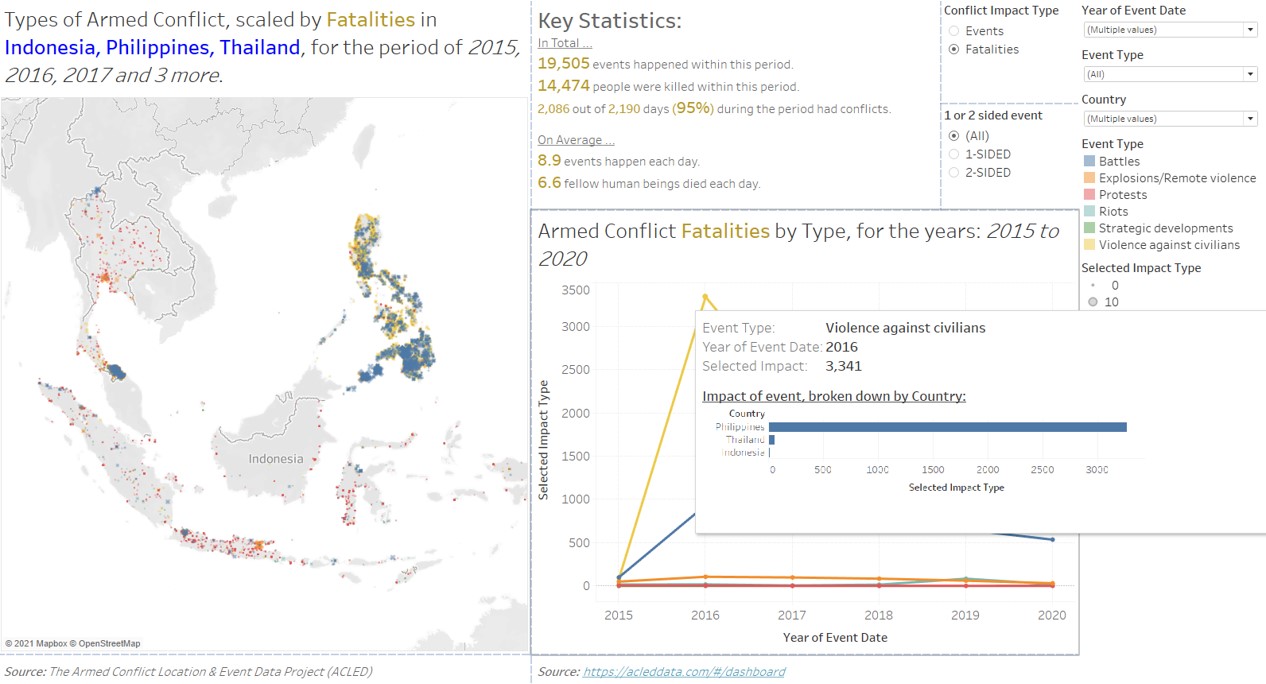 Types of Armed Conflict, scaled by Fatalities in
Indonesia, Philippines, Thailand, for the period of 2015,
2016, 2017 and 3 more.
Indonesia
© 2021 Mapbox © OpenStreetMap
Source: The Armed Conflict Location & Event Data Project (ACLED)
Key Statistics:
In Total ...
19,505 events happened within this period.
14,474 people were killed within this period.
2,086 out of 2,190 days (95%) during the period had conflicts.
On Average ...
8.9 events happen each day.
6.6 fellow human beings died each day.
Conflict Impact Type
Events
Fatalities
1 or 2 sided event
(All)
1-SIDED
2-SIDED
Year of Event Date
(Multiple values)
Event Type
(All)
Country
(Multiple values)
Event Type
Battles
Explosions/Remote violence
Protests
Riots
Strategic developments
Violence against civilians
Selected Impact Type
0
10
Armed Conflict Fatalities by Type, for the years: 2015 to
2020
Selected Impact Type
3500
3000
2500
2000
1500
1000
500
0
2015 2016 2017 2018 2019 2020
Year of Event Date
Event Type: Violence against civilians
Year of Event Date: 2016
Selected Impact: 3,341
Impact of event, broken down by Country:
Country
Philippines
Thailand
Indonesia
0 500 1000 1500 2000 2500 3000
Selected Impact Type
Source: https://acleddata.com/#/dashboard